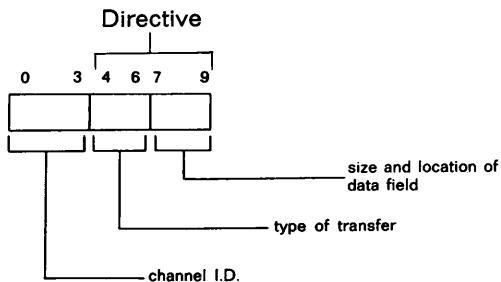 Directive
0 3 4 6 7 9
size and location of
data field
type of transfer
channel I.D.